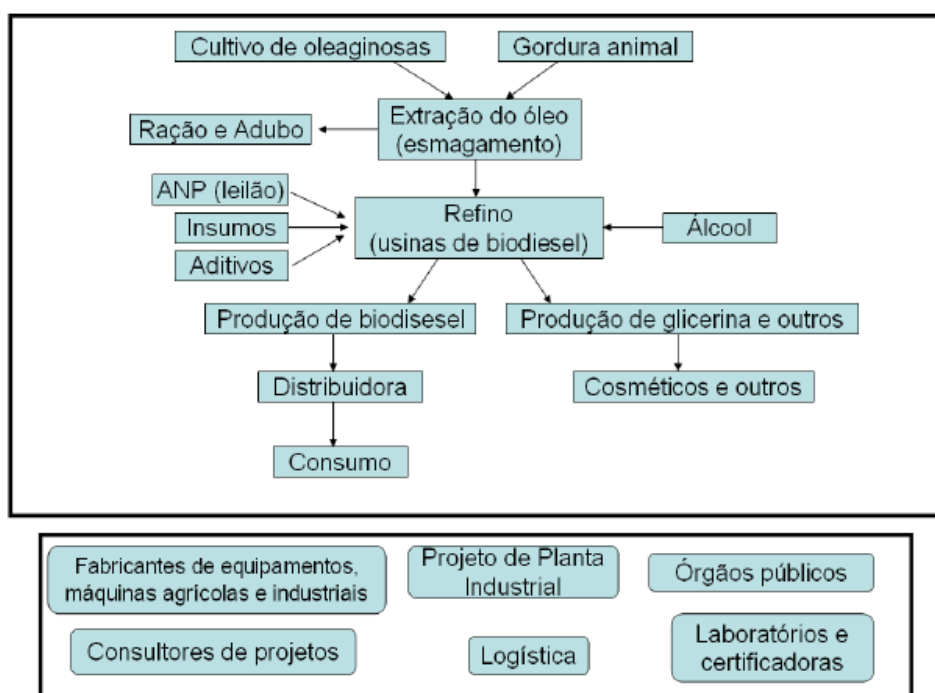 Cultivo de oleaginosas
Gordura animal
Extração do óleo
(esmagamento)
Ração e Adubo
ANP (leilão)
Insumos
Aditivos
Refino
(usinas de biodiesel)
Álcool
Produção de biodisesel
Produção de glicerina e outros
Distribuidora
Cosméticos e outros
Consumo
Fabricantes de equipamentos,
máquinas agrícolas e industriais
Projeto de Planta
Industrial
Órgãos públicos
Consultores de projetos
Logística
Laboratórios e
certificadoras